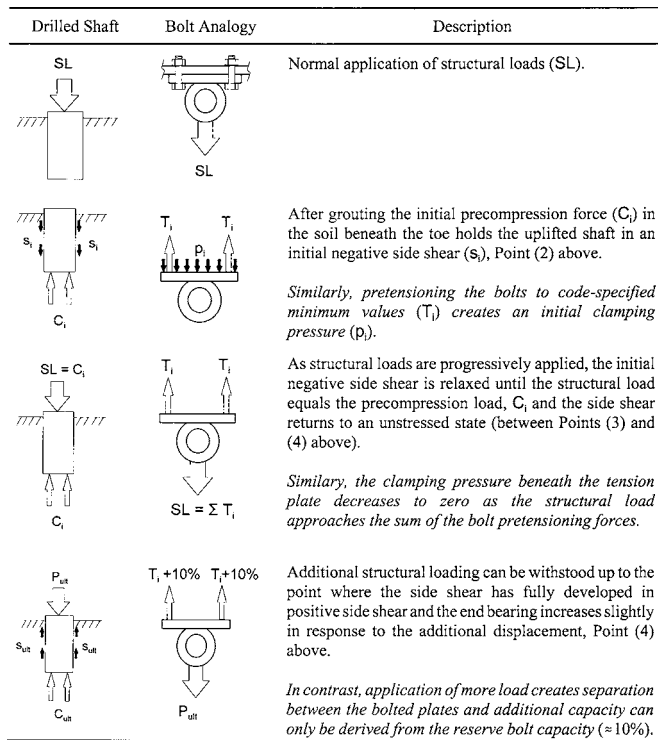 Drilled Shaft Bolt Analogy Description
SL
SL
Normal application of structural loads (SL).
si si
Ci
Ti Ti
pi
After grouting the initial precompression force (Ci) in
the soil beneath the toe holds the uplifted shaft in an
initial negative side shear (si), Point (2) above.
Similarly, pretensioning the bolts to code-specified
minimum values (Ti) creates an initial clamping
pressure (pi).
SL = Ci
Ci
Ti Ti
SL = Σ Ti
As structural loads are progressively applied, the initial
negative side shear is relaxed until the structural load
equals the precompression load, Ci and the side shear
returns to an unstressed state (between Points (3) and
(4) above).
Similary, the clamping pressure beneath the tension
plate decreases to zero as the structural load
approaches the sum of the bolt pretensioning forces.
Pult
sult sult
Cult
Ti +10% Ti+10%
Pult
Additional structural loading can be withstood up to the
point where the side shear has fully developed in
positive side shear and the end bearing increases slightly
in response to the additional displacement, Point (4)
above.
In contrast, application of more load creates separation
between the bolted plates and additional capacity can
only be derived from the reserve bolt capacity (≈10%).